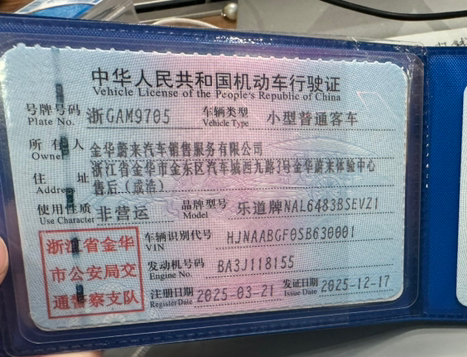 中华人民共和国机动车行驶证
Vehicle License of the People's Republic of China
号牌号码 浙GAM9705 车辆类型 小型普通客车
Plate No. Vehicle Type
所有人 金华蔚来汽车销售服务有限公司
Owner
住址 浙江省金华市金东区汽车城西九路3号金华蔚来体验中心
Address 售后.(或浩)
使用性质 非营运 品牌型号 乐道牌NAL6483BSEVZ1
Use Character Model
浙江省金华
市公安局交
通警察支队
车辆识别代号 HJNAABGF0SB630001
VIN
发动机号码 BA3J118155
Engine No.
注册日期 2025-03-21 发证日期 2025-12-17
Register Date Issue Date